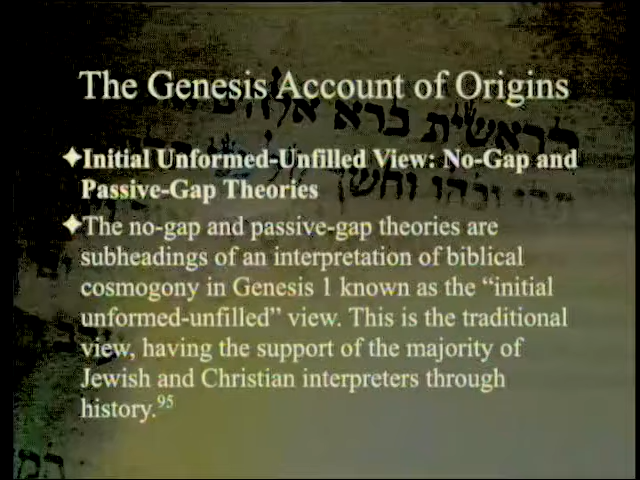 The Genesis Account of Origins
✦Initial Unformed-Unfilled View: No-Gap and
Passive-Gap Theories
✦The no-gap and passive-gap theories are
subheadings of an interpretation of biblical
cosmogony in Genesis 1 known as the “initial
unformed-unfilled” view. This is the traditional
view, having the support of the majority of
Jewish and Christian interpreters through
history.95
בראשית ברא אלהים